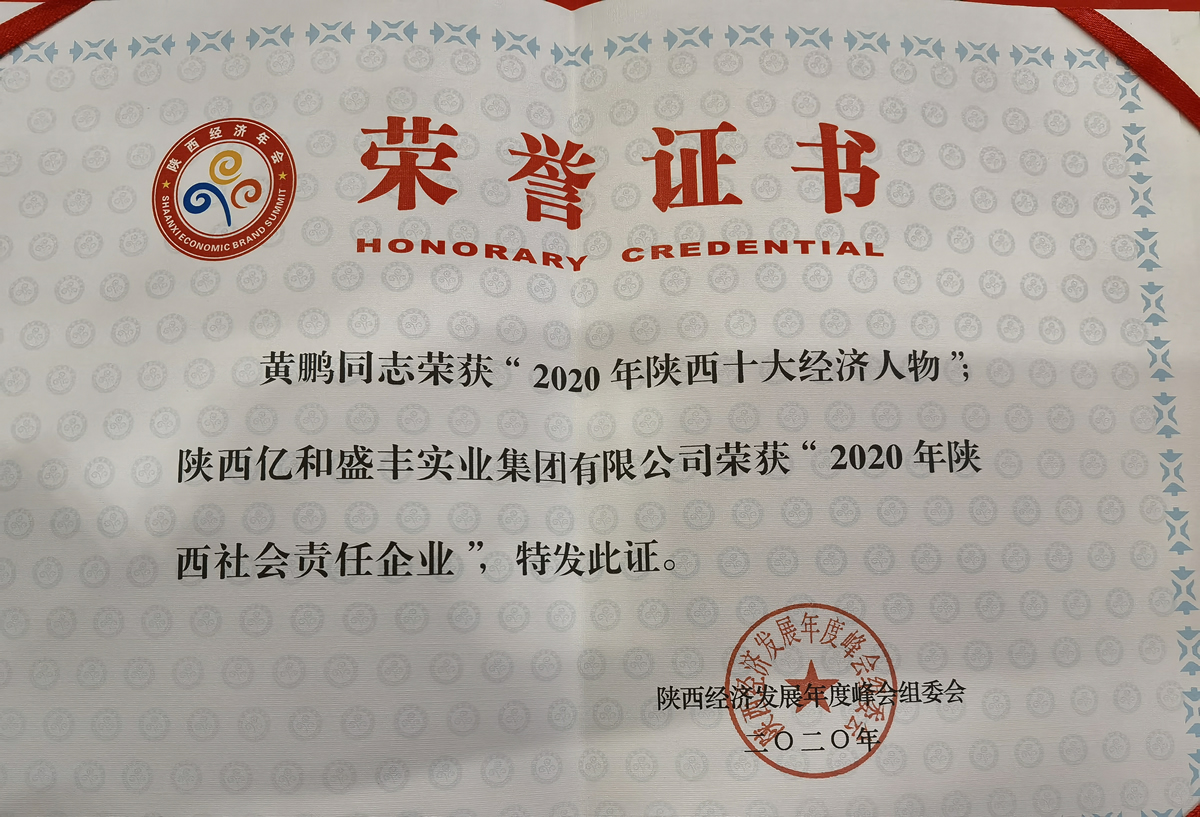 陕西经济年会
SHAANXI ECONOMIC BRAND SUMMIT
荣誉证书
HONORARY CREDENTIAL
黄鹏同志荣获“2020年陕西十大经济人物”;
陕西亿和盛丰实业集团有限公司荣获“2020年陕
西社会责任企业”,特发此证。
陕西经济发展年度峰会组委会
陕西经济发展年度峰会组委会
二〇二〇年